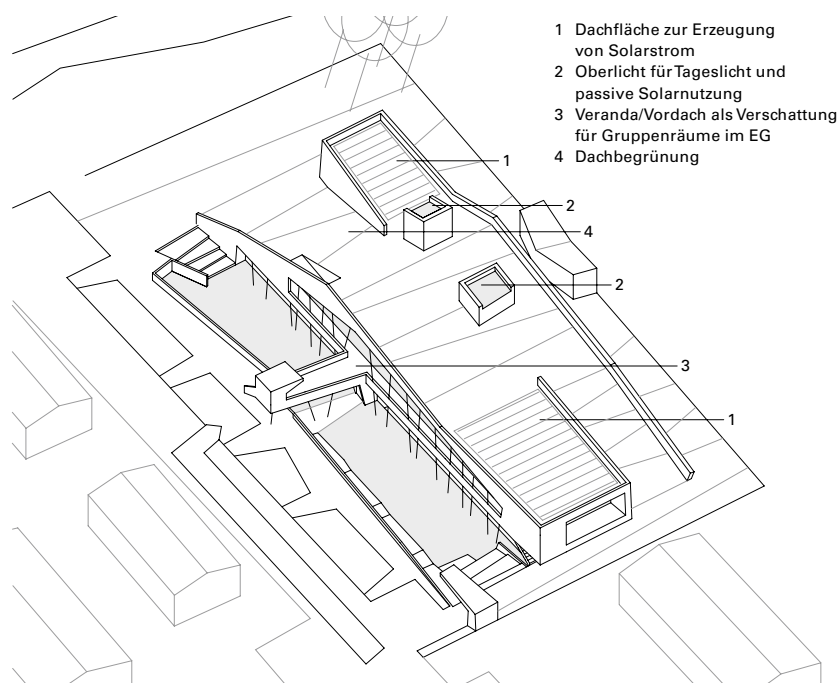 1 Dachfläche zur Erzeugung
von Solarstrom
2 Oberlicht für Tageslicht und
passive Solarnutzung
3 Veranda/Vordach als Verschattung
für Gruppenräume im EG
4 Dachbegrünung
1
2
4
2
3
1